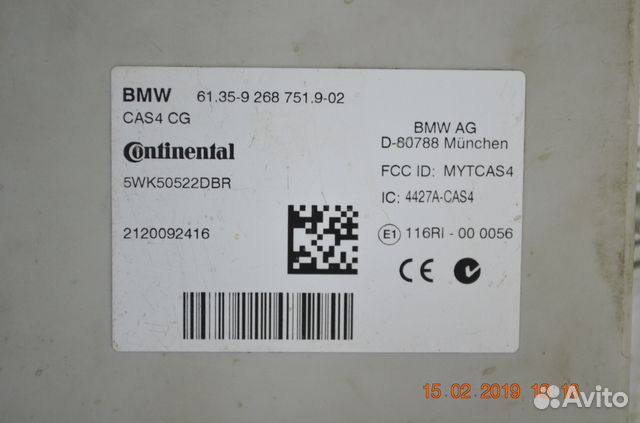 BMW 61.35-9 268 751.9-02
CAS4 CG
Continental
5WK50522DBR
2120092416
BMW AG
D-80788 München
FCC ID: MYTCAS4
IC: 4427A-CAS4
E1 116RI - 00 0056
CE
15.02.2019
Avito